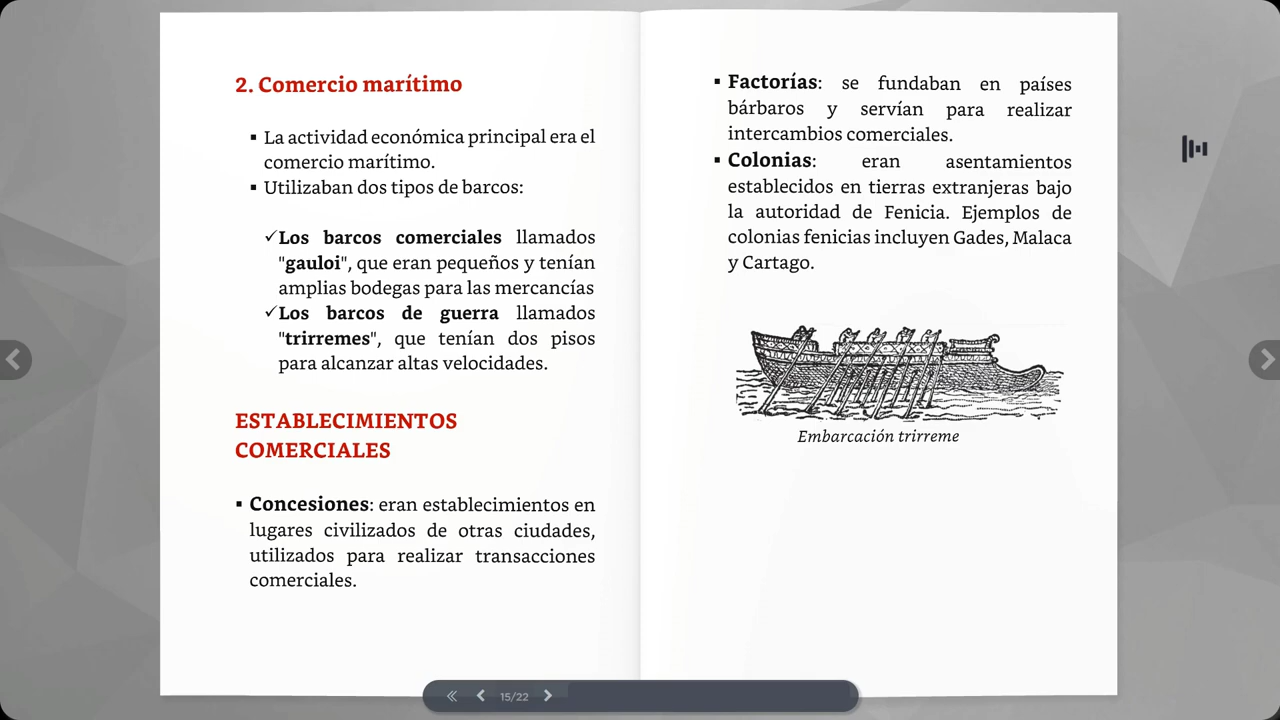 2. Comercio marítimo
▪ La actividad económica principal era el
comercio marítimo.
▪ Utilizaban dos tipos de barcos:
✓Los barcos comerciales llamados
"gauloi", que eran pequeños y tenían
amplias bodegas para las mercancías
✓Los barcos de guerra llamados
"trirremes", que tenían dos pisos
para alcanzar altas velocidades.
ESTABLECIMIENTOS
COMERCIALES
▪ Concesiones: eran establecimientos en
lugares civilizados de otras ciudades,
utilizados para realizar transacciones
comerciales.
▪ Factorías: se fundaban en países
bárbaros y servían para realizar
intercambios comerciales.
▪ Colonias: eran asentamientos
establecidos en tierras extranjeras bajo
la autoridad de Fenicia. Ejemplos de
colonias fenicias incluyen Gades, Malaca
y Cartago.
Embarcación trirreme
15/22